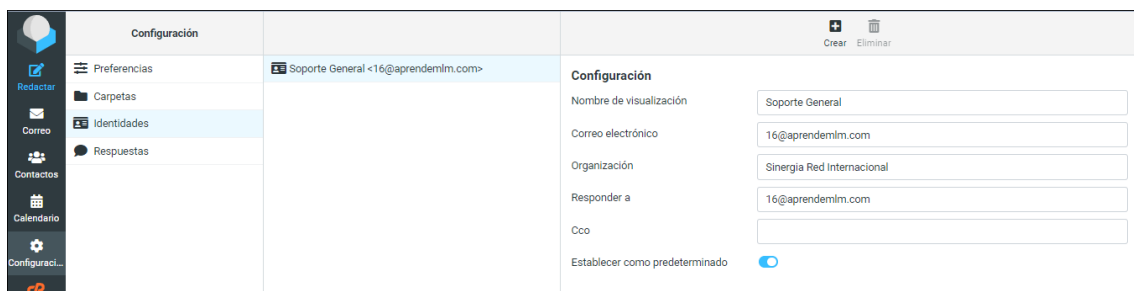 Configuración
Crear
Eliminar
Redactar
Correo
Contactos
Calendario
Configuraci...
Preferencias
Carpetas
Identidades
Respuestas
Soporte General <16@aprendemlm.com>
Configuración
Nombre de visualización Soporte General
Correo electrónico 16@aprendemlm.com
Organización Sinergia Red Internacional
Responder a 16@aprendemlm.com
Cco
Establecer como predeterminado